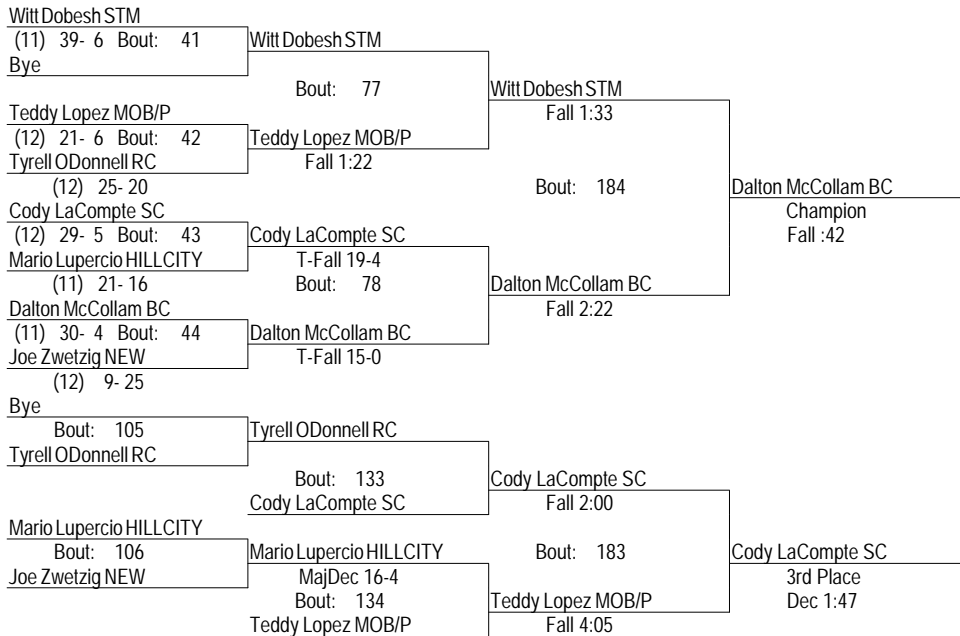 Witt Dobesh STM
(11) 39- 6 Bout: 41 Witt Dobesh STM
Bye
Bout: 77 Witt Dobesh STM
Teddy Lopez MOB/P Fall 1:33
(12) 21- 6 Bout: 42 Teddy Lopez MOB/P
Tyrell ODonnell RC Fall 1:22
(12) 25- 20 Bout: 184 Dalton McCollam BC
Cody LaCompte SC Champion
(12) 29- 5 Bout: 43 Cody LaCompte SC Fall :42
Mario Lupercio HILLCITY T-Fall 19-4
(11) 21- 16 Bout: 78 Dalton McCollam BC
Dalton McCollam BC Fall 2:22
(11) 30- 4 Bout: 44 Dalton McCollam BC
Joe Zwetzig NEW T-Fall 15-0
(12) 9- 25
Bye
Bout: 105 Tyrell ODonnell RC
Tyrell ODonnell RC
Bout: 133 Cody LaCompte SC
Cody LaCompte SC Fall 2:00
Mario Lupercio HILLCITY
Bout: 106 Mario Lupercio HILLCITY Bout: 183 Cody LaCompte SC
Joe Zwetzig NEW MajDec 16-4 3rd Place
Bout: 134 Teddy Lopez MOB/P Dec 1:47
Teddy Lopez MOB/P Fall 4:05